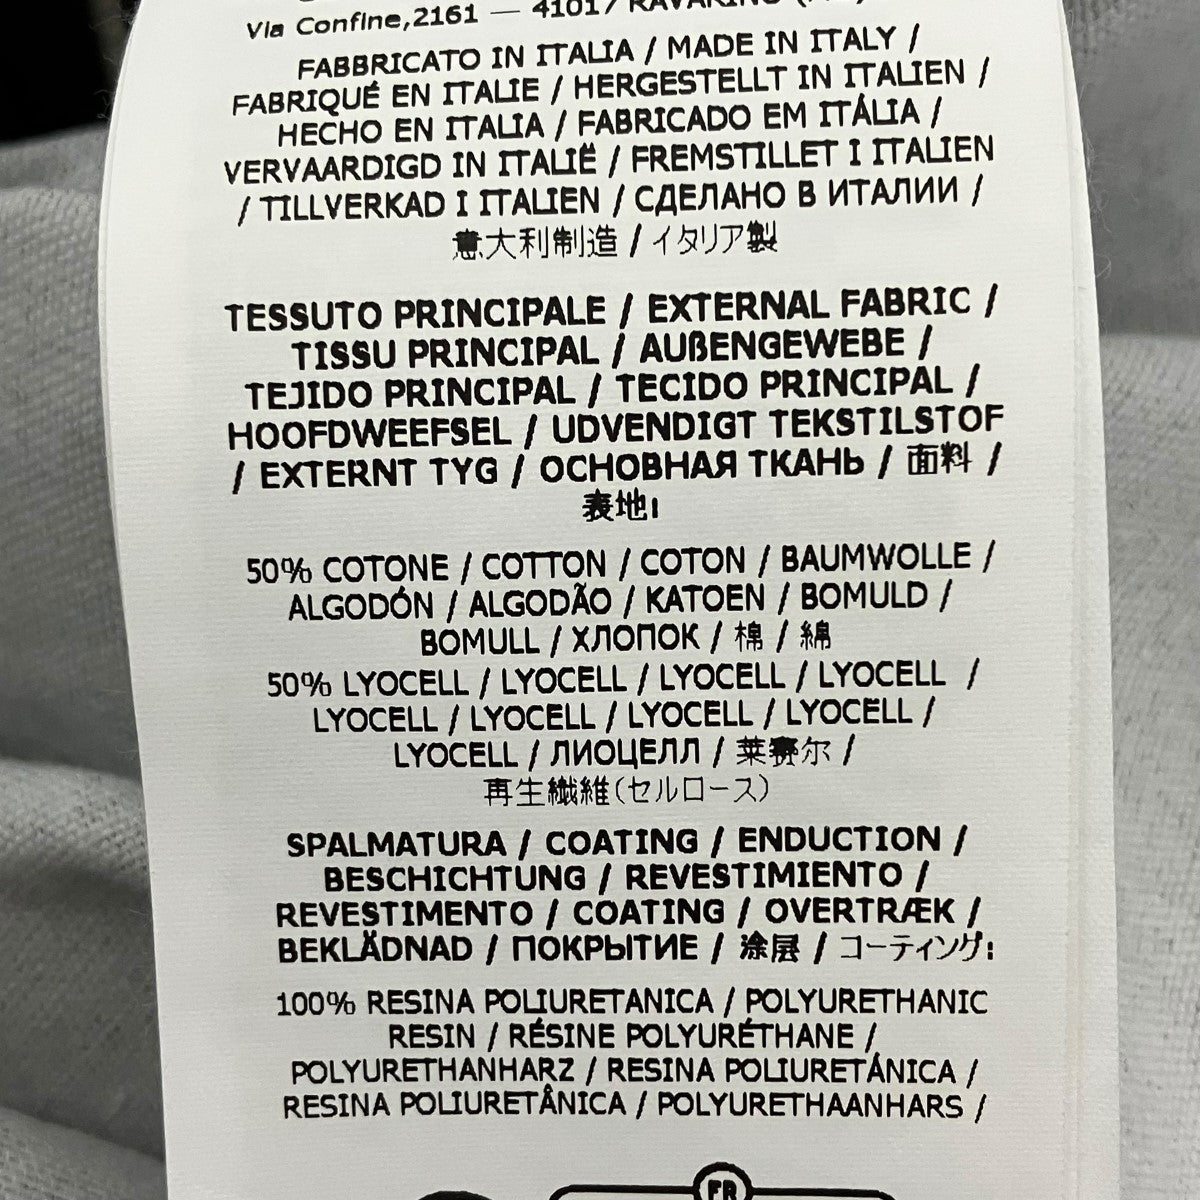 Via Confine,2161 — 41017 RAVARINO
FABBRICATO IN ITALIA / MADE IN ITALY /
FABRIQUÉ EN ITALIE / HERGESTELLT IN ITALIEN /
HECHO EN ITALIA / FABRICADO EM ITÁLIA /
VERVAARDIGD IN ITALIË / FREMSTILLET I ITALIEN
/ TILLVERKAD I ITALIEN / СДЕЛАНО В ИТАЛИИ /
意大利制造 / イタリア製
TESSUTO PRINCIPALE / EXTERNAL FABRIC /
TISSU PRINCIPAL / AUßENGEWEBE /
TEJIDO PRINCIPAL / TECIDO PRINCIPAL /
HOOFDWEEFSEL / UDVENDIGT TEKSTILSTOF
/ EXTERNT TYG / ОСНОВНАЯ ТКАНЬ / 面料 /
表地:
50% COTONE / COTTON / COTON / BAUMWOLLE /
ALGODÓN / ALGODÃO / KATOEN / BOMULD /
BOMULL / ХЛОПОК / 棉 / 綿
50% LYOCELL / LYOCELL / LYOCELL / LYOCELL /
LYOCELL / LYOCELL / LYOCELL / LYOCELL /
LYOCELL / ЛИОЦЕЛЛ / 莱赛尔 /
再生繊維(セルロース)
SPALMATURA / COATING / ENDUCTION /
BESCHICHTUNG / REVESTIMIENTO /
REVESTIMENTO / COATING / OVERTRÆK /
BEKLÄDNAD / ПОКРЫТИЕ / 涂层 / コーティング:
100% RESINA POLIURETANICA / POLYURETHANIC
RESIN / RÉSINE POLYURÉTHANE /
POLYURETHANHARZ / RESINA POLIURETÁNICA /
RESINA POLIURETÂNICA / POLYURETHAANHARS /
FR